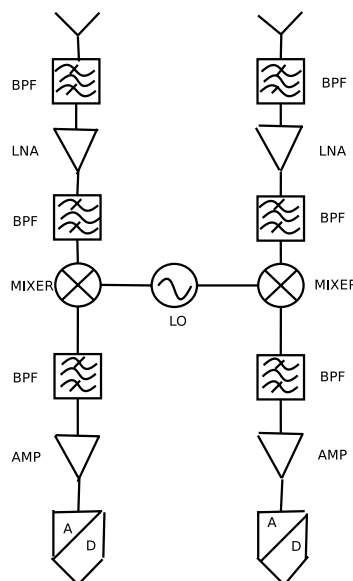 BPF BPF
LNA LNA
BPF BPF
MIXER MIXER
LO
BPF BPF
AMP AMP
A A
D D